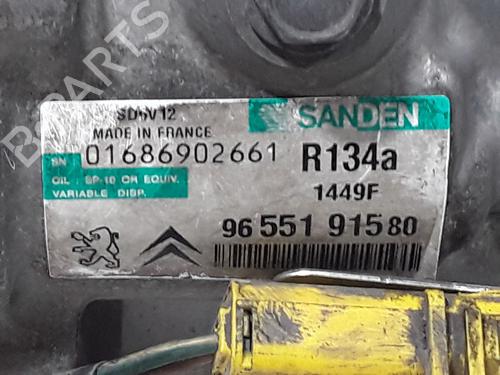 B-PARTS
SD6V12
SANDEN
MADE IN FRANCE
SN 01686902661
R134a
OIL : SP-10 OR EQUIV.
VARIABLE DISP.
1449F
96 551 915 80